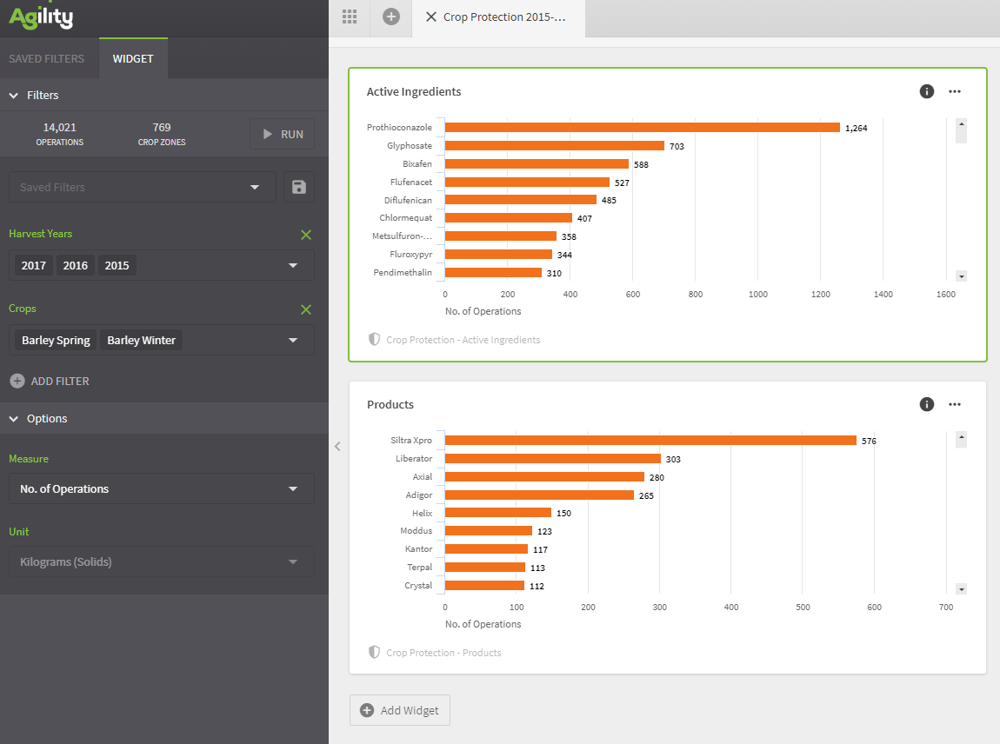 Agility
Crop Protection 2015-...
SAVED FILTERS WIDGET
Filters
14,021 769
OPERATIONS CROP ZONES
RUN
Saved Filters
Harvest Years
2017 2016 2015
Crops
Barley Spring Barley Winter
ADD FILTER
Options
Measure
No. of Operations
Unit
Kilograms (Solids)
Active Ingredients
Prothioconazole 1,264
Glyphosate 703
Bixafen 588
Flufenacet 527
Diflufenican 485
Chlormequat 407
Metsulfuron-... 358
Fluroxypyr 344
Pendimethalin 310
0 200 400 600 800 1000 1200 1400 1600
No. of Operations
Crop Protection - Active Ingredients
Products
Siltra Xpro 576
Liberator 303
Axial 280
Adigor 265
Helix 150
Moddus 123
Kantor 117
Terpal 113
Crystal 112
0 100 200 300 400 500 600 700
No. of Operations
Crop Protection - Products
Add Widget